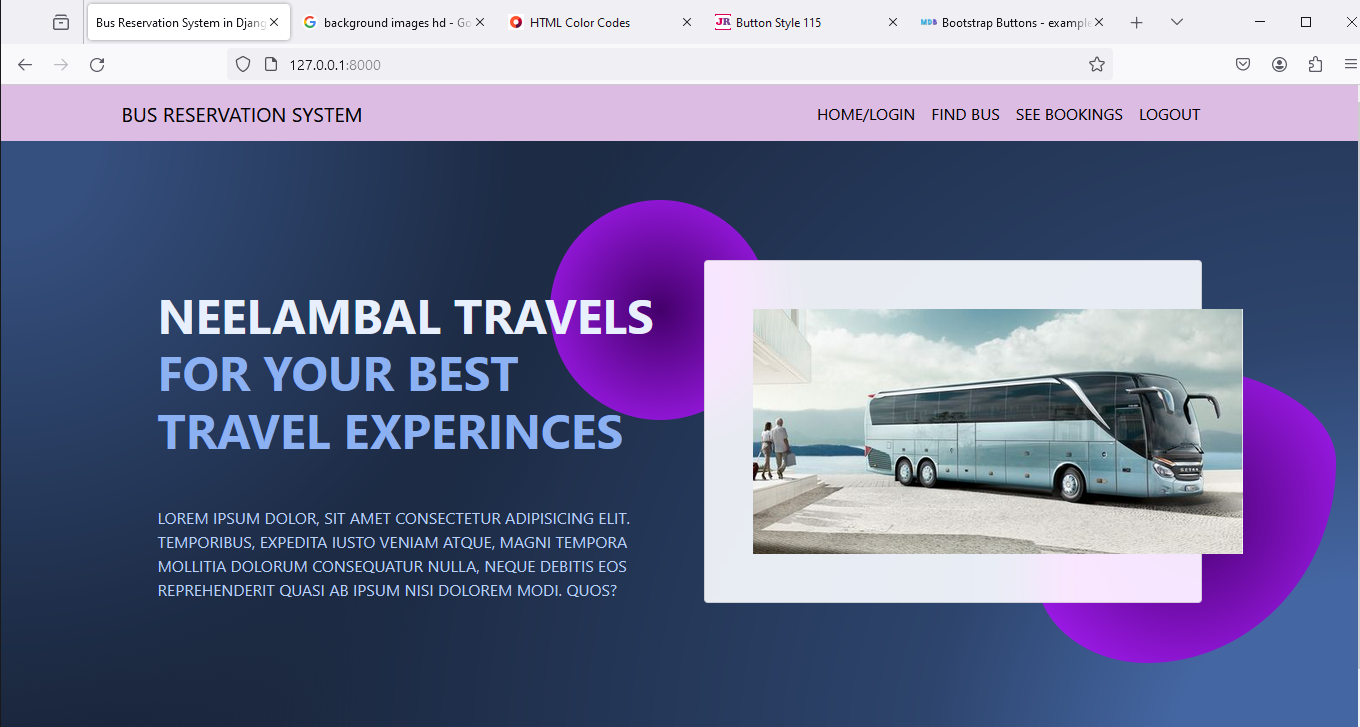 Bus Reservation System in Djang
background images hd - Go
HTML Color Codes
JR Button Style 115
MDB Bootstrap Buttons - example
127.0.0.1:8000
BUS RESERVATION SYSTEM
HOME/LOGIN FIND BUS SEE BOOKINGS LOGOUT
NEELAMBAL TRAVELS
FOR YOUR BEST
TRAVEL EXPERINCES
LOREM IPSUM DOLOR, SIT AMET CONSECTETUR ADIPISICING ELIT.
TEMPORIBUS, EXPEDITA IUSTO VENIAM ATQUE, MAGNI TEMPORA
MOLLITIA DOLORUM CONSEQUATUR NULLA, NEQUE DEBITIS EOS
REPREHENDERIT QUASI AB IPSUM NISI DOLOREM MODI. QUOS?
SETRA